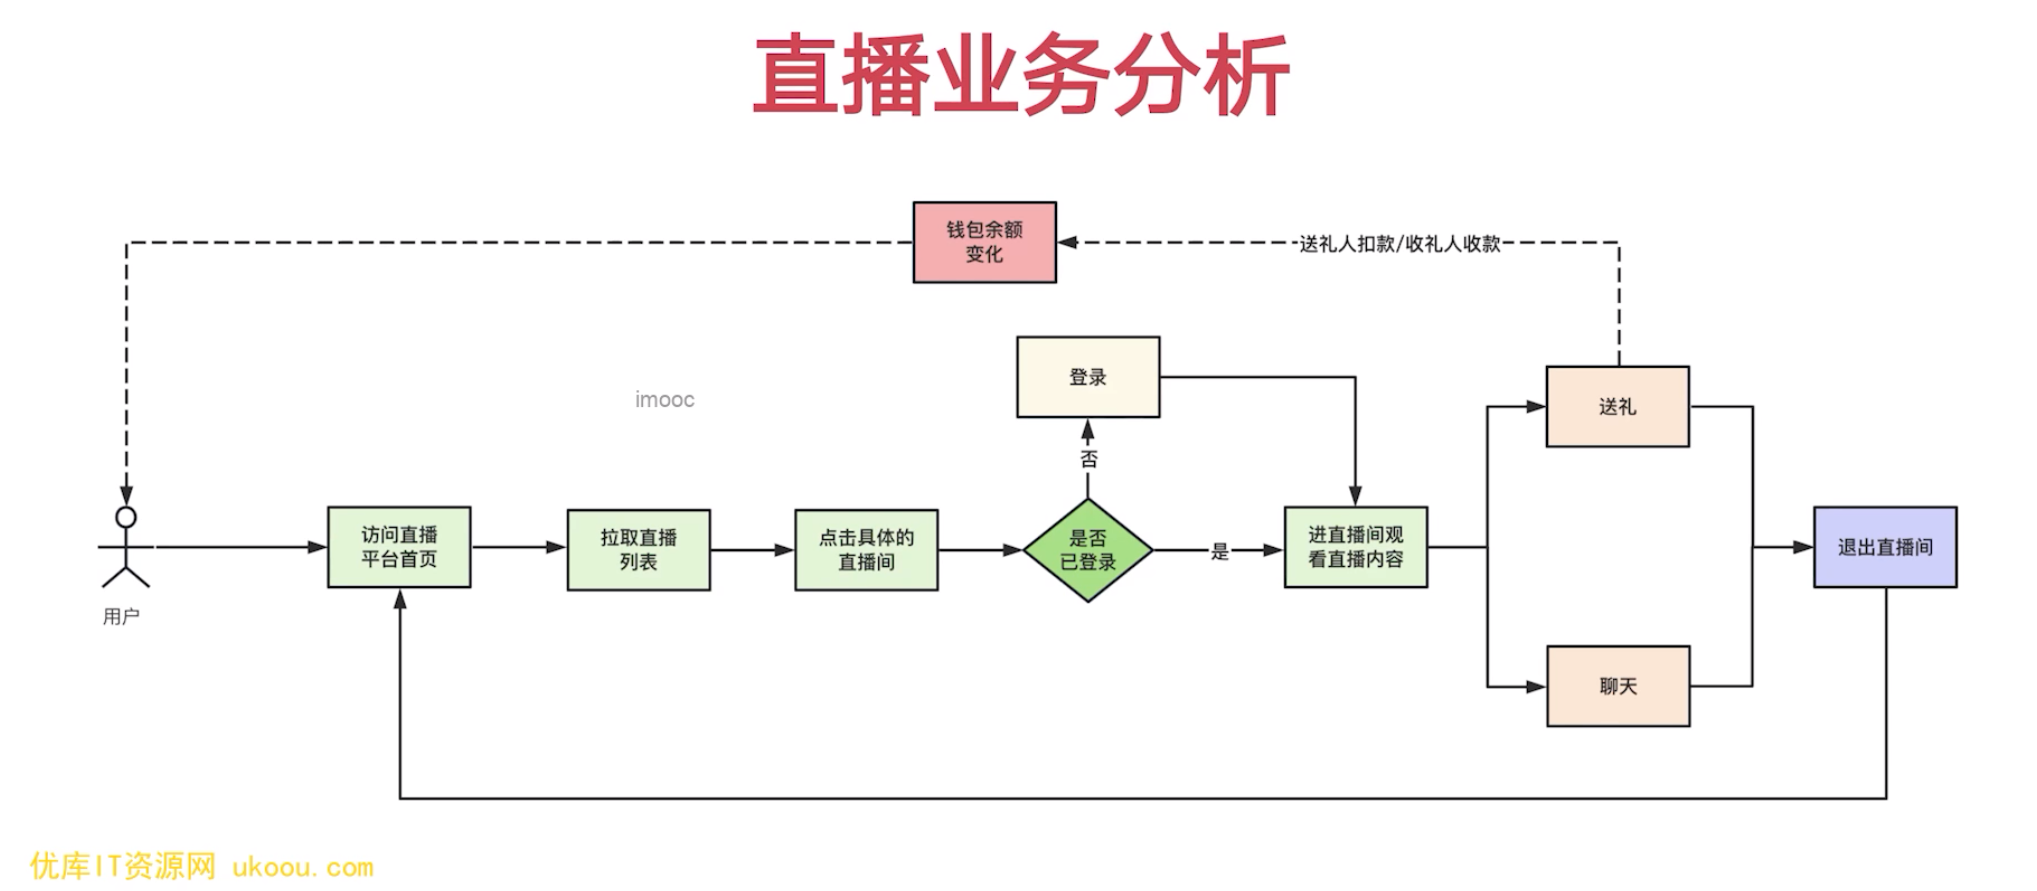 直播业务分析
钱包余额
变化
送礼人扣款/收礼人收款
登录
imooc
否
送礼
用户
访问直播
平台首页
拉取直播
列表
点击具体的
直播间
是否
已登录
是
进直播间观
看直播内容
退出直播间
聊天
优库IT资源网 ukoou.com